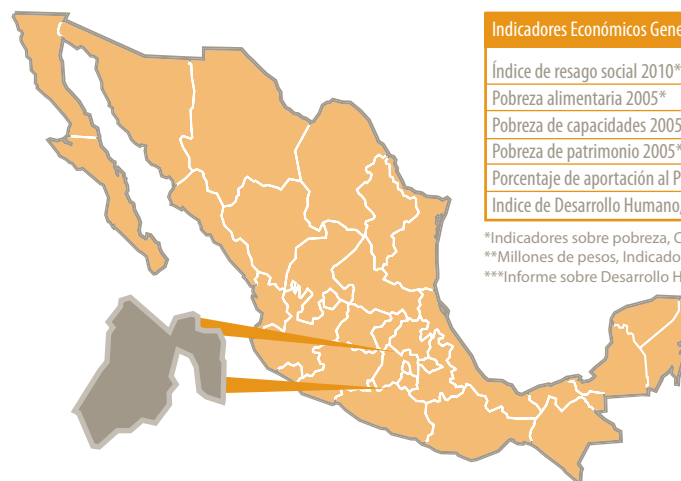 Indicadores Económicos Gene
Índice de resago social 2010*
Pobreza alimentaria 2005*
Pobreza de capacidades 2005
Pobreza de patrimonio 2005*
Porcentaje de aportación al P
Indice de Desarrollo Humano,
*Indicadores sobre pobreza, C
**Millones de pesos, Indicado
***Informe sobre Desarrollo H